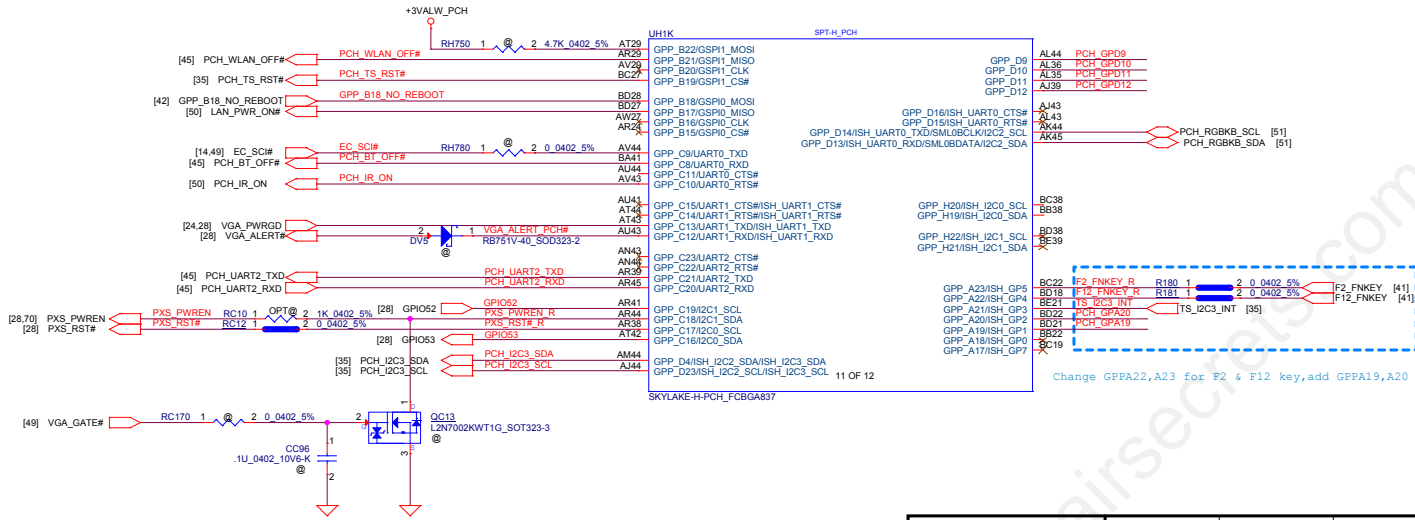 +3VALW_PCH
UH1K SPT-H_PCH
RH750 1 @ 2 4.7K_0402_5% AT29 GPP_B22/GSPI1_MOSI
[45] PCH_WLAN_OFF# PCH_WLAN_OFF# AR29 GPP_B21/GSPI1_MISO
AV29 GPP_B20/GSPI1_CLK
[35] PCH_TS_RST# PCH_TS_RST# BC27 GPP_B19/GSPI1_CS#
GPP_D9 AL44 PCH_GPD9
GPP_D10 AL36 PCH_GPD10
GPP_D11 AL35 PCH_GPD11
GPP_D12 AJ39 PCH_GPD12
[42] GPP_B18_NO_REBOOT GPP_B18_NO_REBOOT BD28 GPP_B18/GSPI0_MOSI
[50] LAN_PWR_ON# BD27 GPP_B17/GSPI0_MISO
AW27 GPP_B16/GSPI0_CLK
AR24 GPP_B15/GSPI0_CS#
GPP_D16/ISH_UART0_CTS# AJ43
GPP_D15/ISH_UART0_RTS# AL43
GPP_D14/ISH_UART0_TXD/SML0BCLK/I2C2_SCL AK44 PCH_RGBKB_SCL [51]
GPP_D13/ISH_UART0_RXD/SML0BDATA/I2C2_SDA AK45 PCH_RGBKB_SDA [51]
[14,49] EC_SCI# EC_SCI# RH780 1 @ 2 0_0402_5% AV44 GPP_C9/UART0_TXD
[45] PCH_BT_OFF# PCH_BT_OFF# BA41 GPP_C8/UART0_RXD
AU44 GPP_C11/UART0_CTS#
[50] PCH_IR_ON PCH_IR_ON AV43 GPP_C10/UART0_RTS#
AU41 GPP_C15/UART1_CTS#/ISH_UART1_CTS#
AT44 GPP_C14/UART1_RTS#/ISH_UART1_RTS#
[24,28] VGA_PWRGD AT43 GPP_C13/UART1_TXD/ISH_UART1_TXD
[28] VGA_ALERT# 2 1 VGA_ALERT_PCH# AU43 GPP_C12/UART1_RXD/ISH_UART1_RXD
DV5 RB751V-40_SOD323-2
@
GPP_H20/ISH_I2C0_SCL BC38
GPP_H19/ISH_I2C0_SDA BB38
GPP_H22/ISH_I2C1_SCL BD38
GPP_H21/ISH_I2C1_SDA BE39
AN43 GPP_C23/UART2_CTS#
AN44 GPP_C22/UART2_RTS#
[45] PCH_UART2_TXD PCH_UART2_TXD AR39 GPP_C21/UART2_TXD
[45] PCH_UART2_RXD PCH_UART2_RXD AR45 GPP_C20/UART2_RXD
GPP_A23/ISH_GP5 BC22 F2_FNKEY_R R180 1 2 0_0402_5% F2_FNKEY [41]
GPP_A22/ISH_GP4 BD18 F12_FNKEY_R R181 1 2 0_0402_5% F12_FNKEY [41]
GPP_A21/ISH_GP3 BE21 TS_I2C3_INT TS_I2C3_INT [35]
GPP_A20/ISH_GP2 BD22 PCH_GPA20
GPP_A19/ISH_GP1 BD21 PCH_GPA19
GPP_A18/ISH_GP0 BB22
GPP_A17/ISH_GP7 BC19
[28] GPIO52 AR41 GPP_C19/I2C1_SCL
[28,70] PXS_PWREN PXS_PWREN RC10 1 OPT@ 2 1K_0402_5% PXS_PWREN_R AR44 GPP_C18/I2C1_SDA
[28] PXS_RST# PXS_RST# RC12 1 2 0_0402_5% PXS_RST#_R AR38 GPP_C17/I2C0_SCL
[28] GPIO53 AT42 GPP_C16/I2C0_SDA
[35] PCH_I2C3_SDA PCH_I2C3_SDA AM44 GPP_D4/ISH_I2C2_SDA/ISH_I2C3_SDA
[35] PCH_I2C3_SCL PCH_I2C3_SCL AJ44 GPP_D23/ISH_I2C2_SCL/ISH_I2C3_SCL
11 OF 12
SKYLAKE-H-PCH_FCBGA837
Change GPPA22,A23 for F2 & F12 key,add GPPA19,A20
[49] VGA_GATE# RC170 1 @ 2 0_0402_5% 2
1
D
G
S
3
QC13
L2N7002KWT1G_SOT323-3
@
CC96
.1U_0402_10V6-K
@
1
2
airsecrets.com